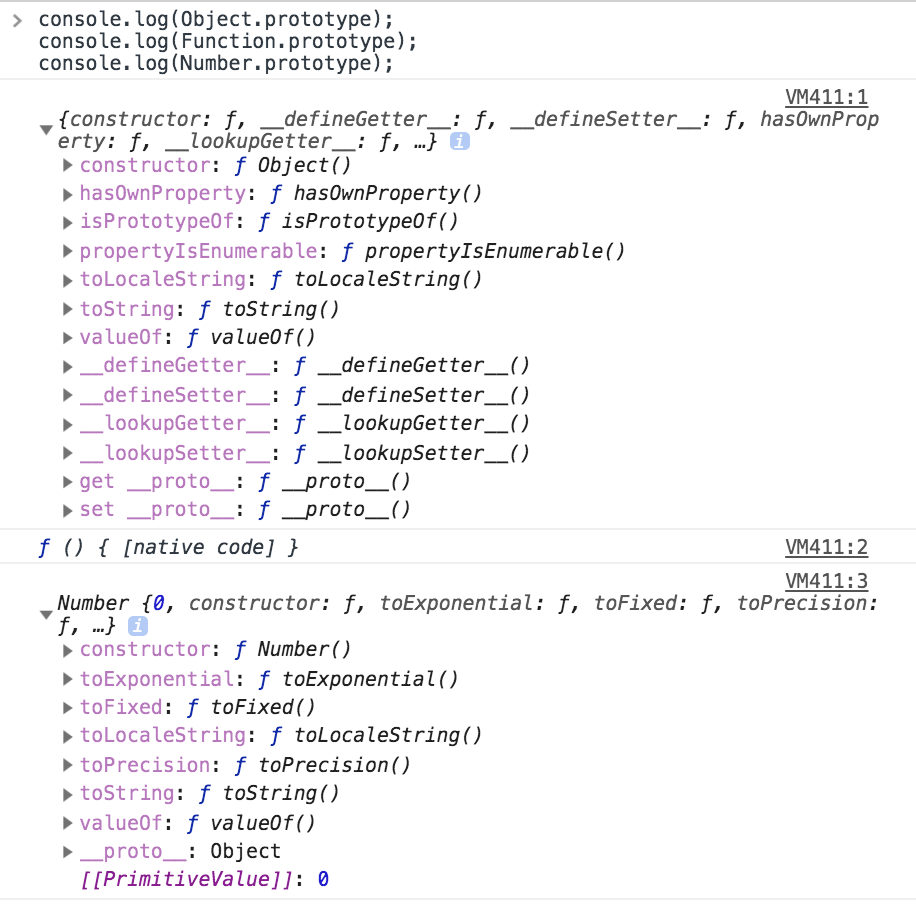 console.log(Object.prototype);
console.log(Function.prototype);
console.log(Number.prototype);
VM411:1
{constructor: ƒ, __defineGetter__: ƒ, __defineSetter__: ƒ, hasOwnProp
erty: ƒ, __lookupGetter__: ƒ, …} i
constructor: ƒ Object()
hasOwnProperty: ƒ hasOwnProperty()
isPrototypeOf: ƒ isPrototypeOf()
propertyIsEnumerable: ƒ propertyIsEnumerable()
toLocaleString: ƒ toLocaleString()
toString: ƒ toString()
valueOf: ƒ valueOf()
__defineGetter__: ƒ __defineGetter__()
__defineSetter__: ƒ __defineSetter__()
__lookupGetter__: ƒ __lookupGetter__()
__lookupSetter__: ƒ __lookupSetter__()
get __proto__: ƒ __proto__()
set __proto__: ƒ __proto__()
ƒ () { [native code] } VM411:2
VM411:3
Number {0, constructor: ƒ, toExponential: ƒ, toFixed: ƒ, toPrecision:
ƒ, …} i
constructor: ƒ Number()
toExponential: ƒ toExponential()
toFixed: ƒ toFixed()
toLocaleString: ƒ toLocaleString()
toPrecision: ƒ toPrecision()
toString: ƒ toString()
valueOf: ƒ valueOf()
__proto__: Object
[[PrimitiveValue]]: 0